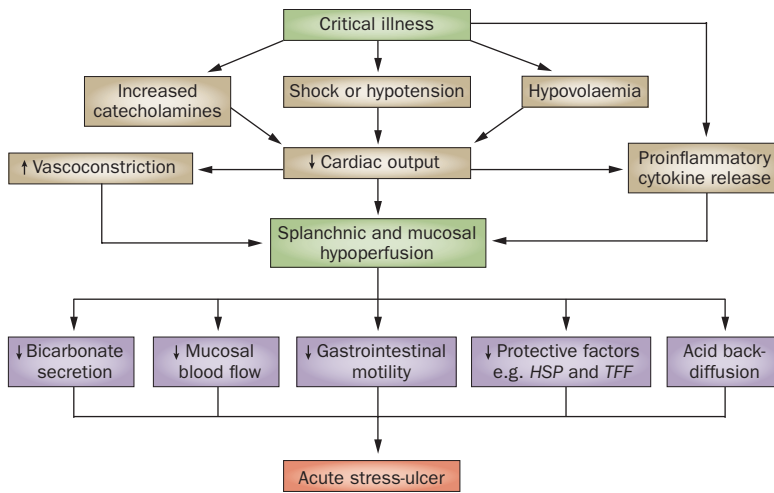 Critical illness
Increased
catecholamines
Shock or hypotension
Hypovolaemia
↑ Vascoconstriction
↓ Cardiac output
Proinflammatory
cytokine release
Splanchnic and mucosal
hypoperfusion
↓ Bicarbonate
secretion
↓ Mucosal
blood flow
↓ Gastrointestinal
motility
↓ Protective factors
e.g. HSP and TFF
Acid back-
diffusion
Acute stress-ulcer